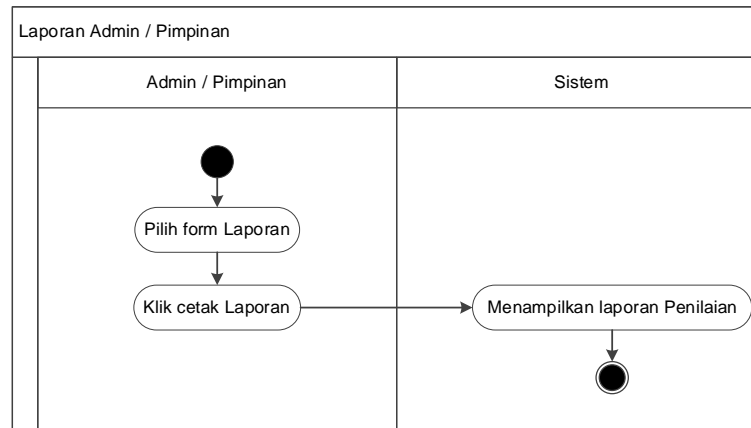 Laporan Admin / Pimpinan
Admin / Pimpinan
Sistem
Pilih form Laporan
Klik cetak Laporan
Menampilkan laporan Penilaian